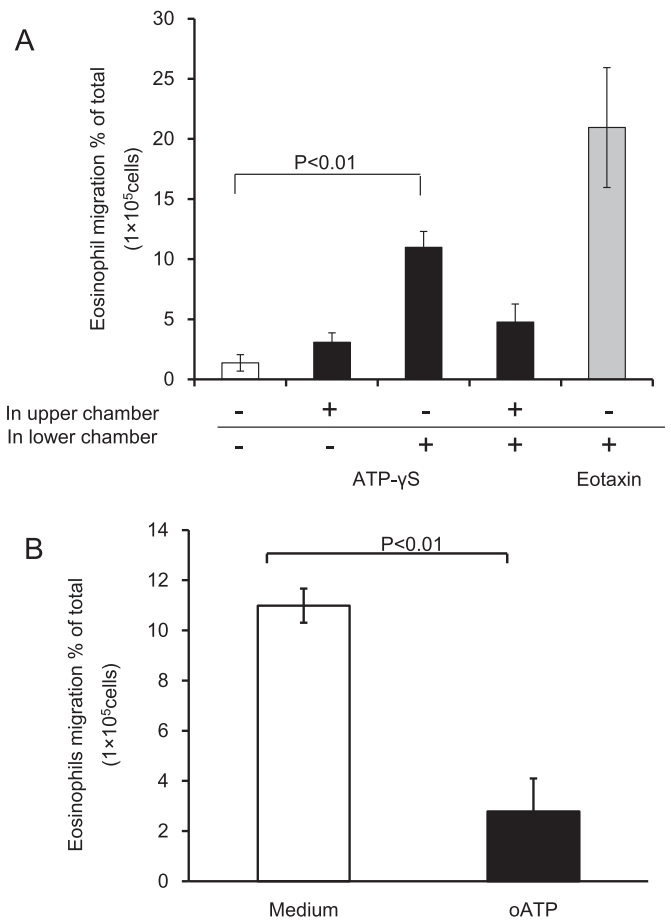 A
30
25
20
15
10
5
0
Eosinophil migration % of total
(1×10⁵cells)
P<0.01
In upper chamber - + - + -
In lower chamber - - + + +
ATP-γS Eotaxin
B
14
12
10
8
6
4
2
0
Eosinophils migration % of total
(1×10⁵cells)
P<0.01
Medium oATP